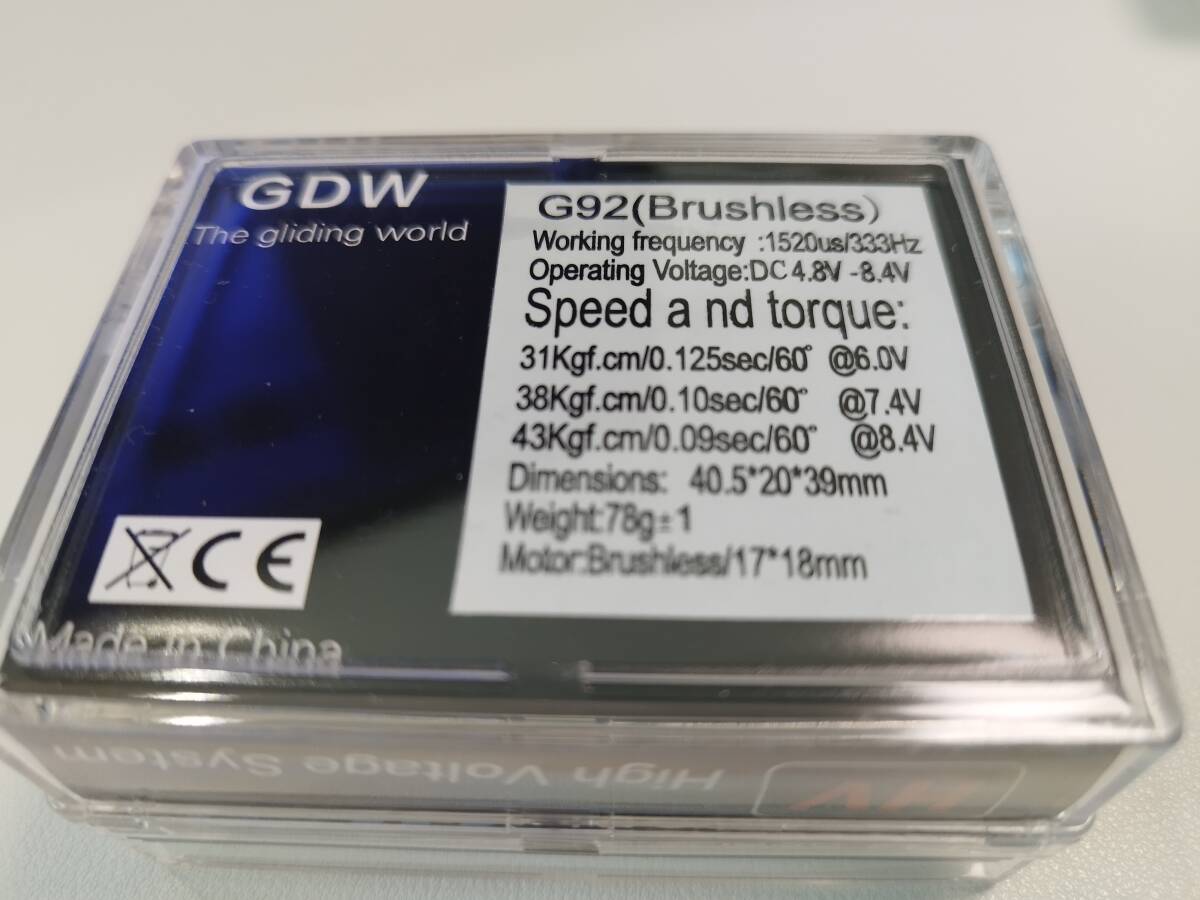 GDW
The gliding world
G92(Brushless)
Working frequency :1520us/333Hz
Operating Voltage:DC 4.8V -8.4V
Speed a nd torque:
31Kgf.cm/0.125sec/60° @6.0V
38Kgf.cm/0.10sec/60° @7.4V
43Kgf.cm/0.09sec/60° @8.4V
Dimensions: 40.5*20*39mm
Weight:78g±1
Motor:Brushless/17*18mm
CE
Made in China
High Voltage System
HV